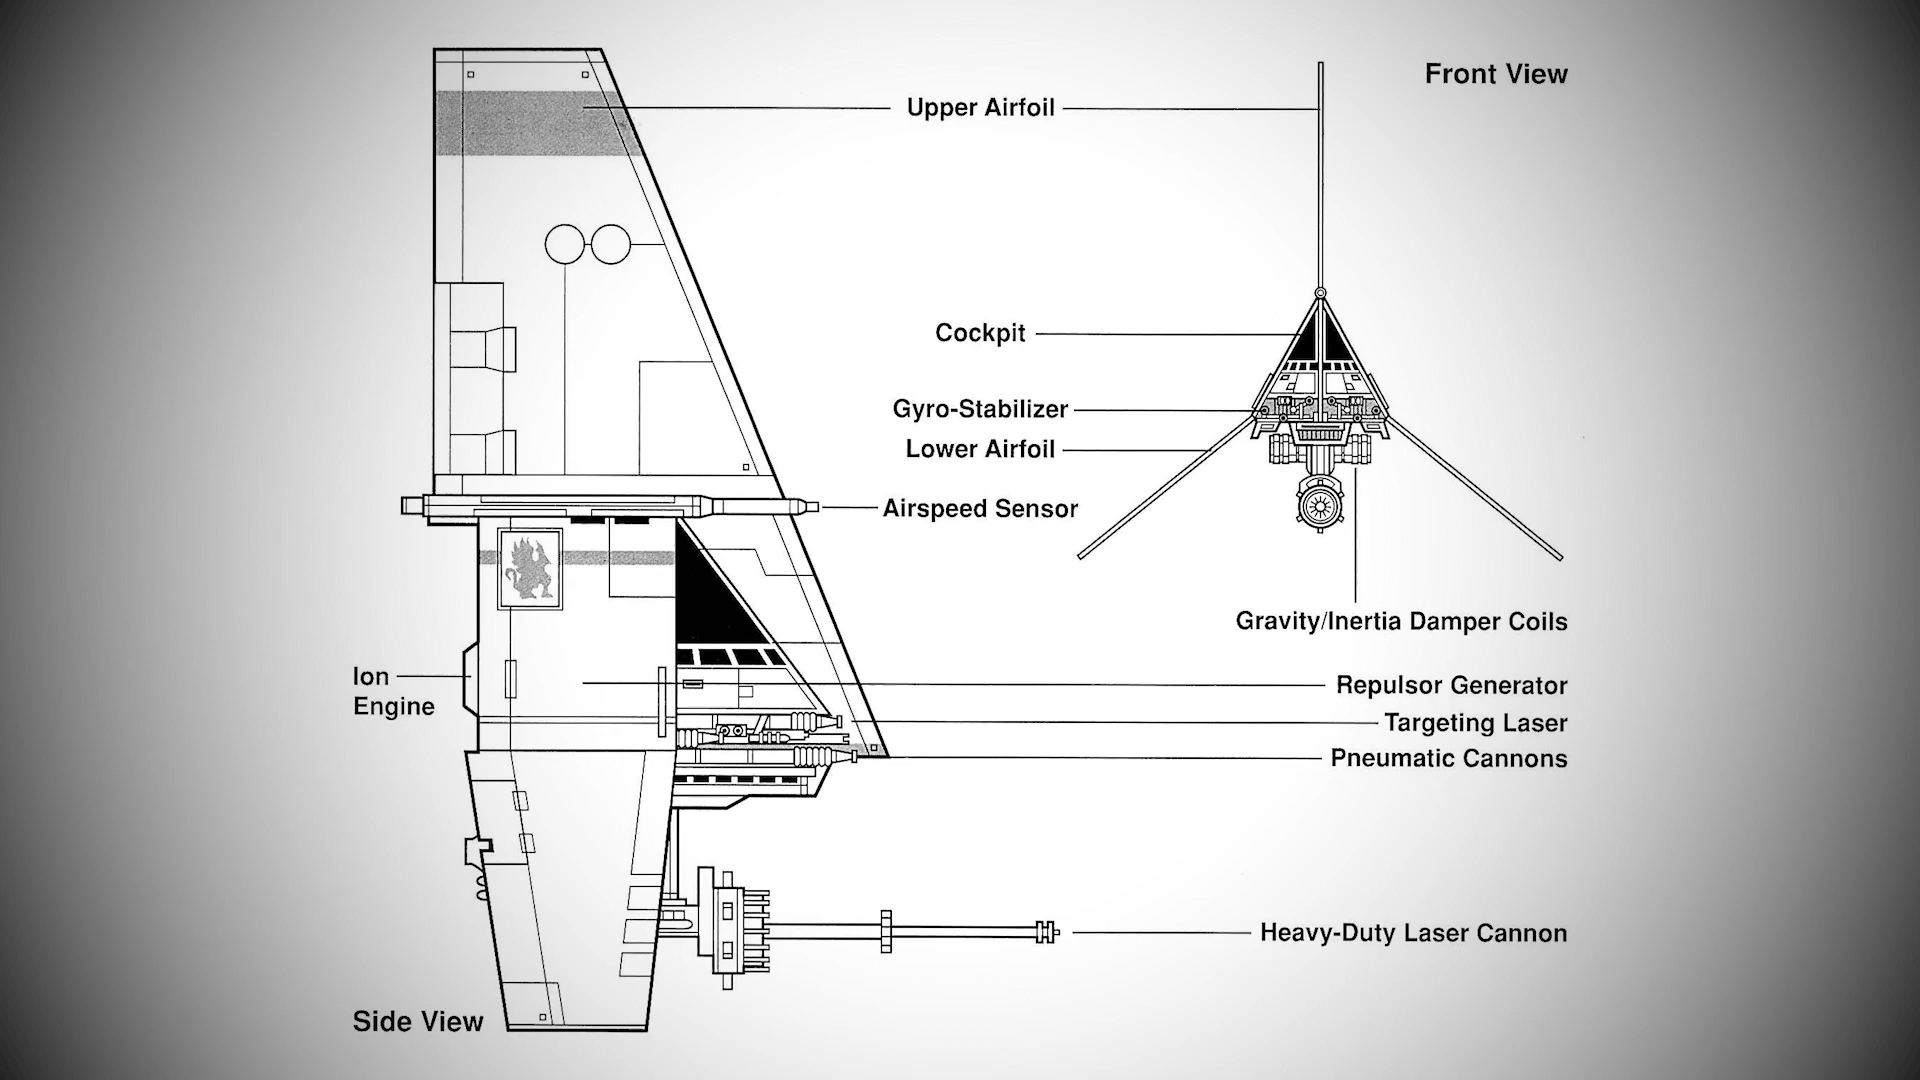 Front View
Upper Airfoil
Cockpit
Gyro-Stabilizer
Lower Airfoil
Airspeed Sensor
Gravity/Inertia Damper Coils
Ion
Engine
Repulsor Generator
Targeting Laser
Pneumatic Cannons
Heavy-Duty Laser Cannon
Side View